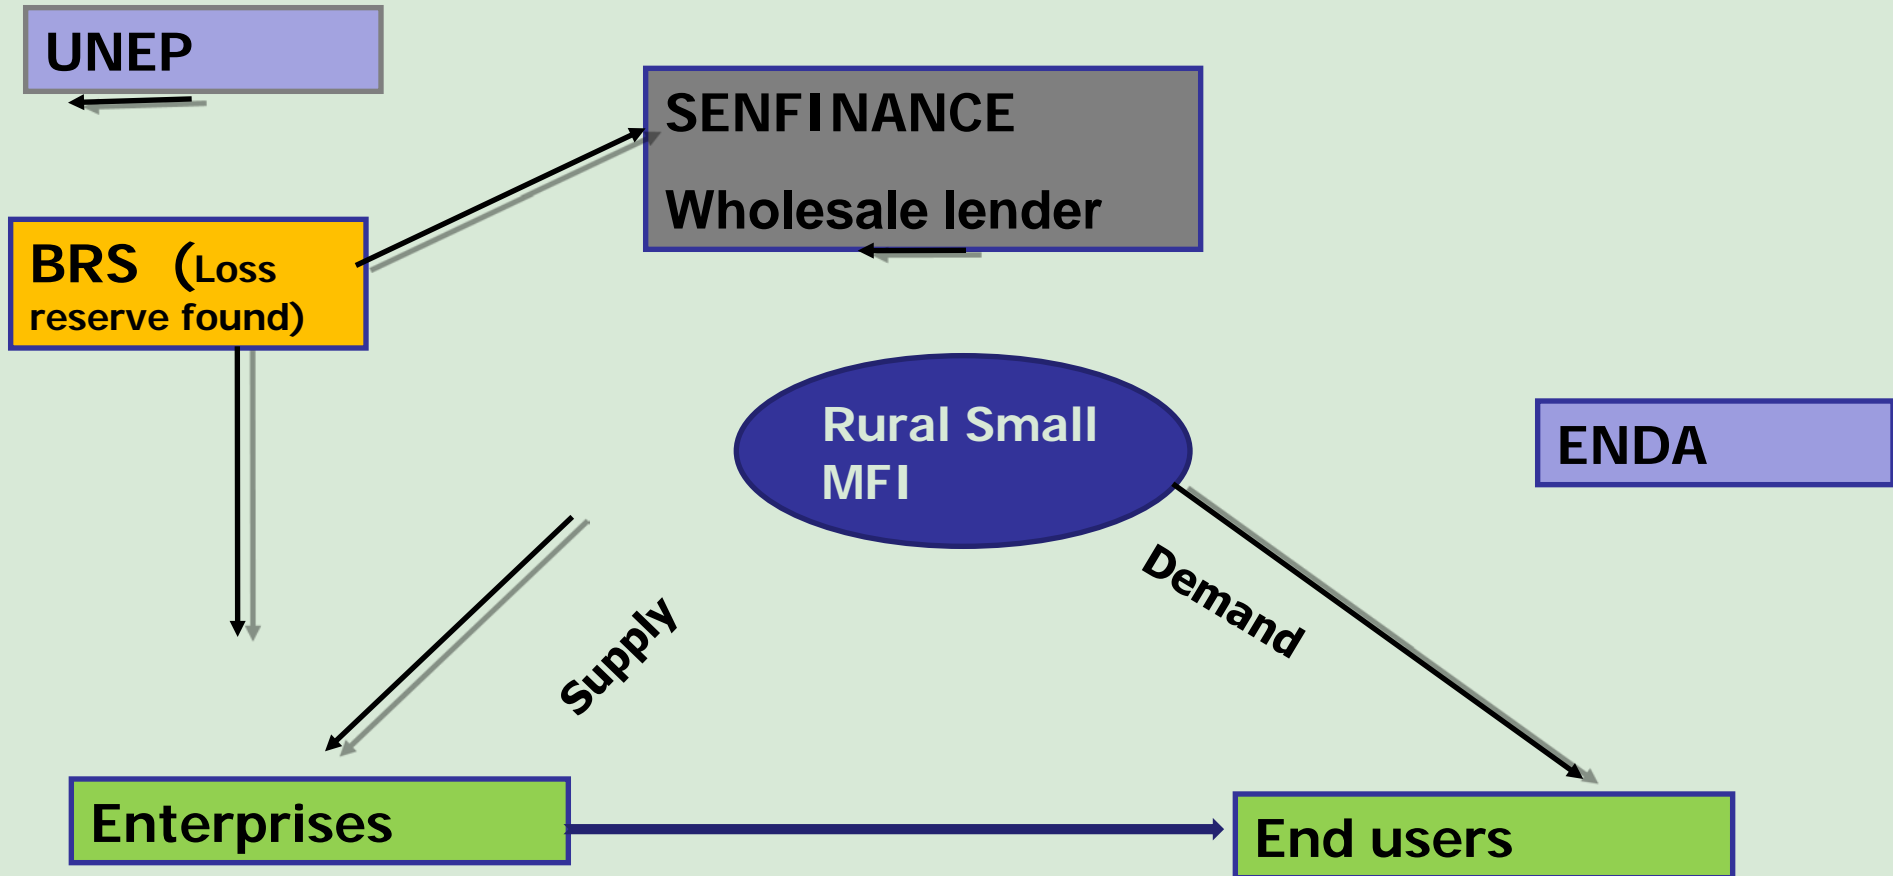 UNEP
SENFINANCE
Wholesale lender
BRS (Loss
reserve found)
Rural Small
MFI
ENDA
Demand
Supply
Enterprises
End users